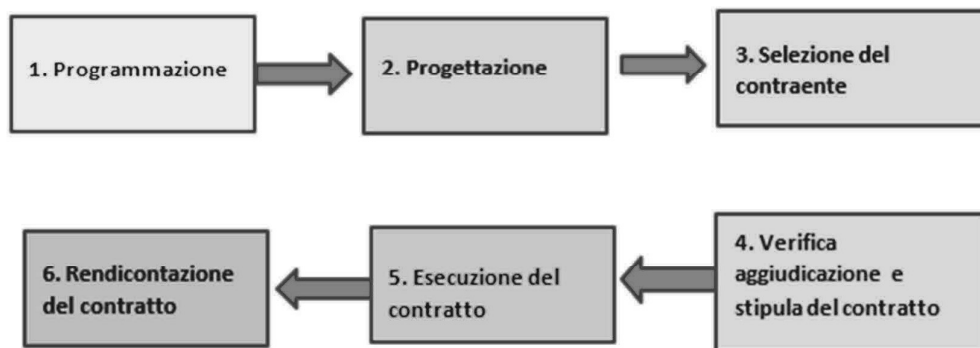 1. Programmazione
2. Progettazione
3. Selezione del
contraente
4. Verifica
aggiudicazione e
stipula del contratto
5. Esecuzione del
contratto
6. Rendicontazione
del contratto